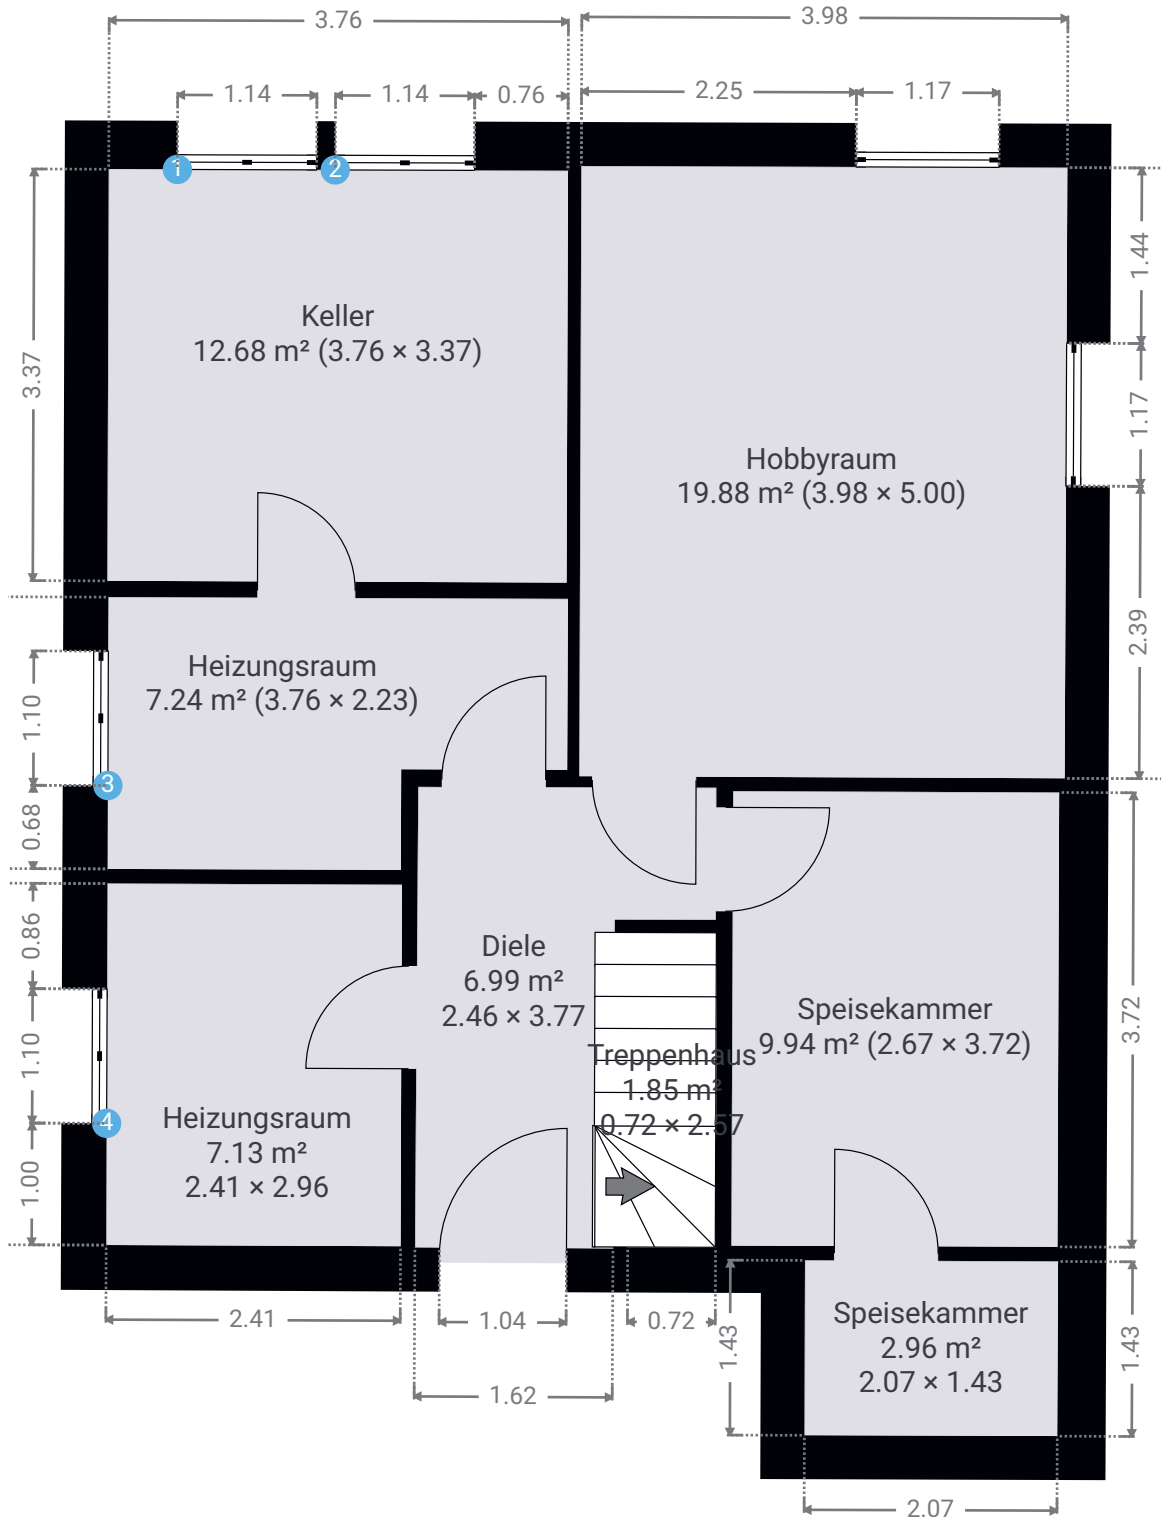 3.76
3.98
1.14
1.14
0.76
2.25
1.17
1
2
3.37
Keller
12.68 m² (3.76 × 3.37)
1.44
1.17
Hobbyraum
19.88 m² (3.98 × 5.00)
2.39
Heizungsraum
7.24 m² (3.76 × 2.23)
1.10
3
0.68
0.86
Diele
6.99 m²
2.46 × 3.77
Speisekammer
9.94 m² (2.67 × 3.72)
3.72
Treppenhaus
1.85 m²
0.72 × 2.57
1.10
4
Heizungsraum
7.13 m²
2.41 × 2.96
1.00
2.41
1.04
0.72
1.43
Speisekammer
2.96 m²
2.07 × 1.43
1.43
1.62
2.07